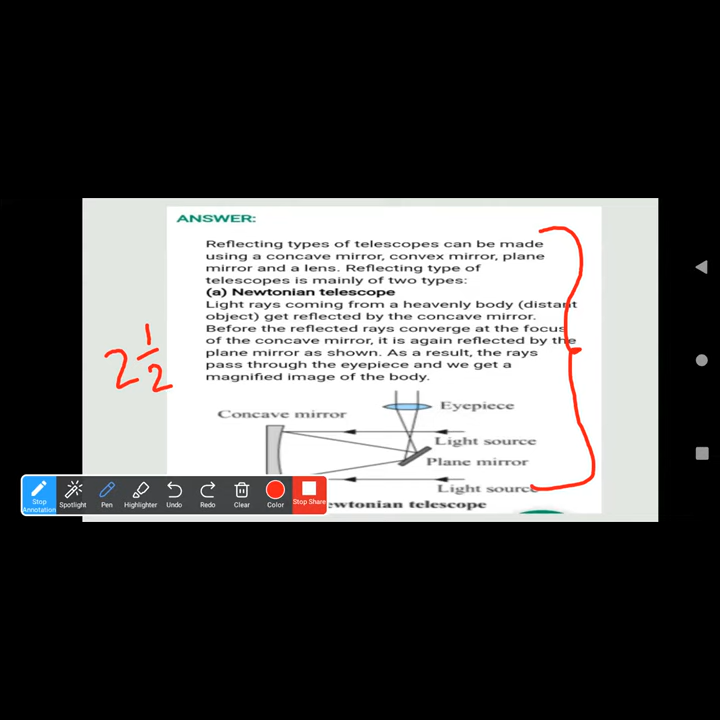 ANSWER:
Reflecting types of telescopes can be made
using a concave mirror, convex mirror, plane
mirror and a lens. Reflecting type of
telescopes is mainly of two types:
(a) Newtonian telescope
Light rays coming from a heavenly body (distant
object) get reflected by the concave mirror.
Before the reflected rays converge at the focus
of the concave mirror, it is again reflected by the
plane mirror as shown. As a result, the rays
pass through the eyepiece and we get a
magnified image of the body.
2 1/2
Eyepiece
Concave mirror
Light source
Plane mirror
Light source
ewtonian telescope
Stop Annotation
Spotlight
Pen
Highlighter
Undo
Redo
Clear
Color
Stop Share